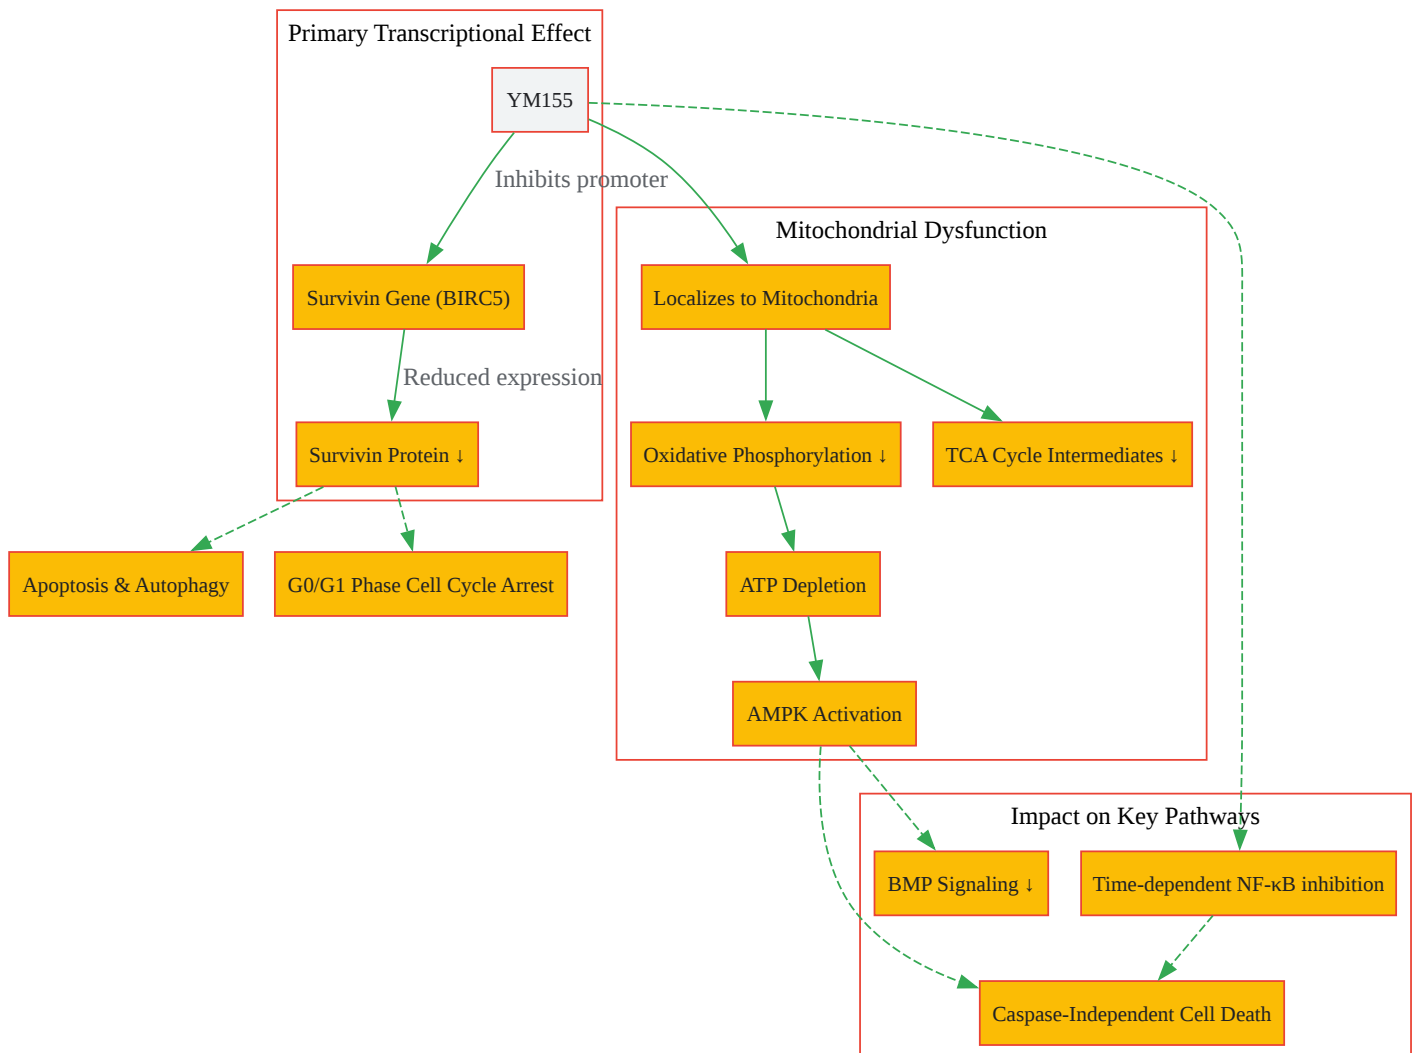 Primary Transcriptional Effect
YM155
Inhibits promoter
Mitochondrial Dysfunction
Survivin Gene (BIRC5)
Localizes to Mitochondria
Reduced expression
Survivin Protein ↓
Oxidative Phosphorylation ↓
TCA Cycle Intermediates ↓
Apoptosis & Autophagy
G0/G1 Phase Cell Cycle Arrest
ATP Depletion
AMPK Activation
Impact on Key Pathways
BMP Signaling ↓
Time-dependent NF-κB inhibition
Caspase-Independent Cell Death